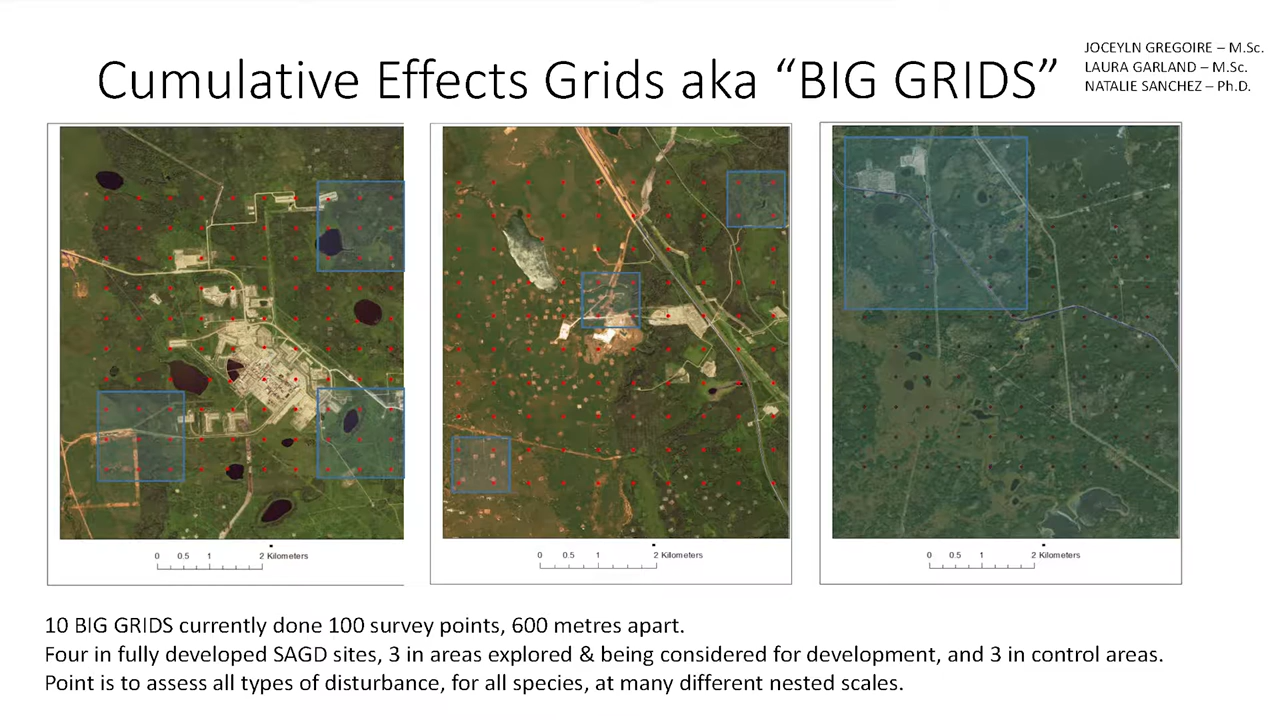 Cumulative Effects Grids aka “BIG GRIDS”
JOCEYLN GREGOIRE – M.Sc.
LAURA GARLAND – M.Sc.
NATALIE SANCHEZ – Ph.D.
0 0.5 1 2 Kilometers
0 0.5 1 2 Kilometers
0 0.5 1 2 Kilometers
10 BIG GRIDS currently done 100 survey points, 600 metres apart.
Four in fully developed SAGD sites, 3 in areas explored & being considered for development, and 3 in control areas.
Point is to assess all types of disturbance, for all species, at many different nested scales.